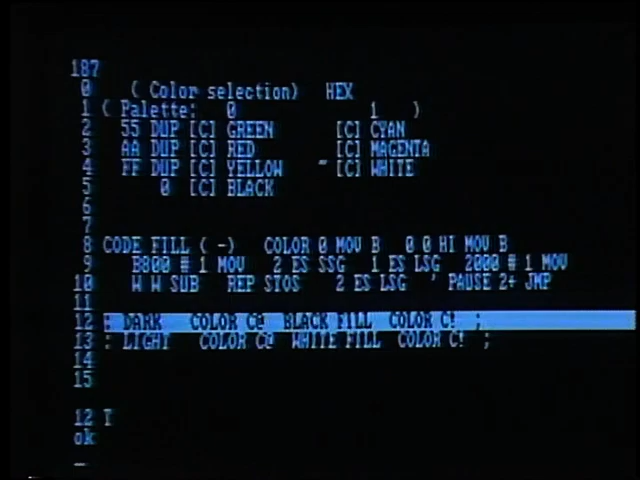 187
0 ( Color selection) HEX
1 ( Palette: 0 1 )
2 55 DUP [C] GREEN [C] CYAN
3 AA DUP [C] RED [C] MAGENTA
4 FF DUP [C] YELLOW [C] WHITE
5 0 [C] BLACK
6
7
8 CODE FILL ( -) COLOR 0 MOV B 0 0 HI MOV B
9 B800 # 1 MOV 2 ES SSG 1 ES LSG 2000 # 1 MOV
10 W W SUB REP STOS 2 ES LSG ' PAUSE 2+ JMP
11
12 : DARK COLOR C@ BLACK FILL COLOR C! ;
13 : LIGHT COLOR C@ WHITE FILL COLOR C! ;
14
15
12 T
ok